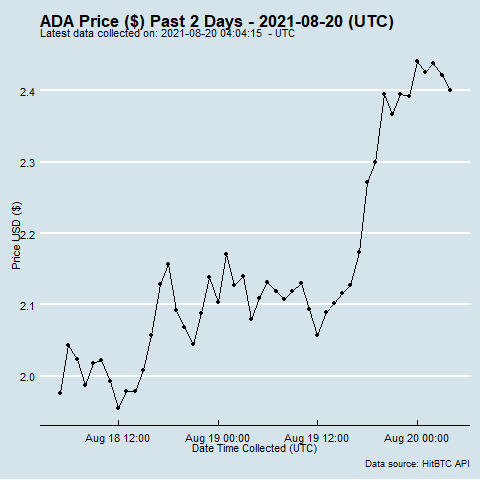 ADA Price ($) Past 2 Days - 2021-08-20 (UTC)
Latest data collected on: 2021-08-20 04:04:15 - UTC
2.4
2.3
2.2
2.1
2.0
Price USD ($)
Aug 18 12:00 Aug 19 00:00 Aug 19 12:00 Aug 20 00:00
Date Time Collected (UTC)
Data source: HitBTC API